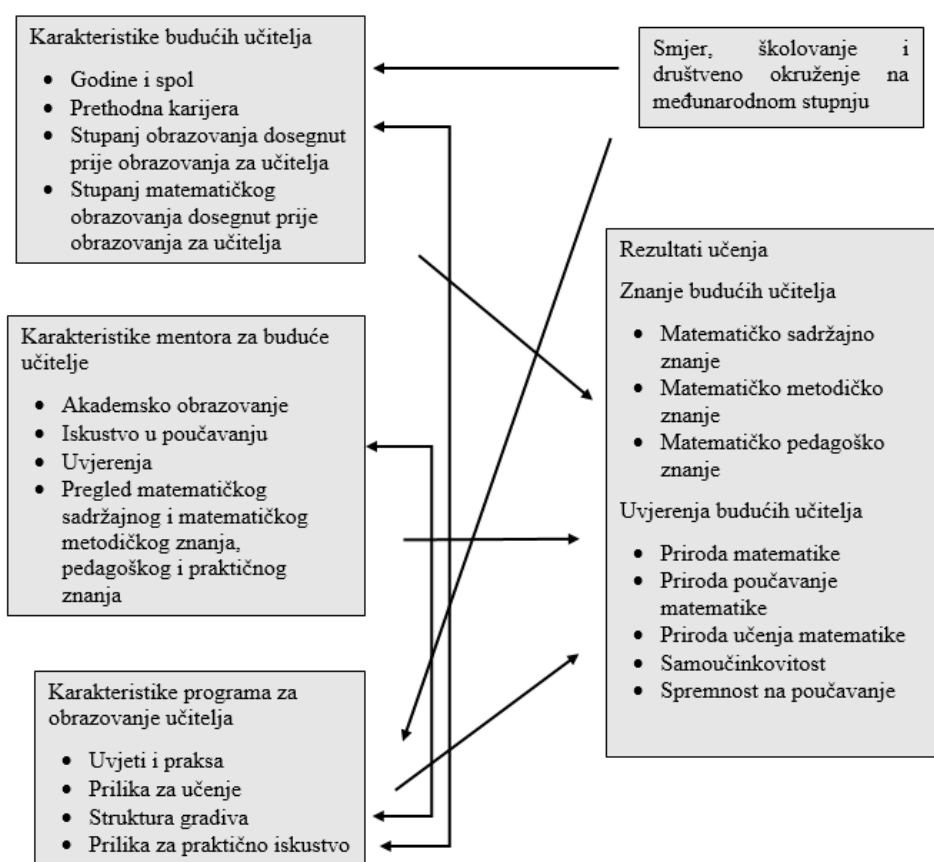 Karakteristike budućih učitelja
• Godine i spol
• Prethodna karijera
• Stupanj obrazovanja dosegnut
prije obrazovanja za učitelja
• Stupanj matematičkog
obrazovanja dosegnut prije
obrazovanja za učitelja
Smjer, školovanje i
društveno okruženje na
međunarodnom stupnju
Karakteristike mentora za buduće
učitelje
• Akademsko obrazovanje
• Iskustvo u poučavanju
• Uvjerenja
• Pregled matematičkog
sadržajnog i matematičkog
metodičkog znanja,
pedagoškog i praktičnog
znanja
Karakteristike programa za
obrazovanje učitelja
• Uvjeti i praksa
• Prilika za učenje
• Struktura gradiva
• Prilika za praktično iskustvo
Rezultati učenja
Znanje budućih učitelja
• Matematičko sadržajno
znanje
• Matematičko metodičko
znanje
• Matematičko pedagoško
znanje
Uvjerenja budućih učitelja
• Priroda matematike
• Priroda poučavanje
matematike
• Priroda učenja matematike
• Samoučinkovitost
• Spremnost na poučavanje